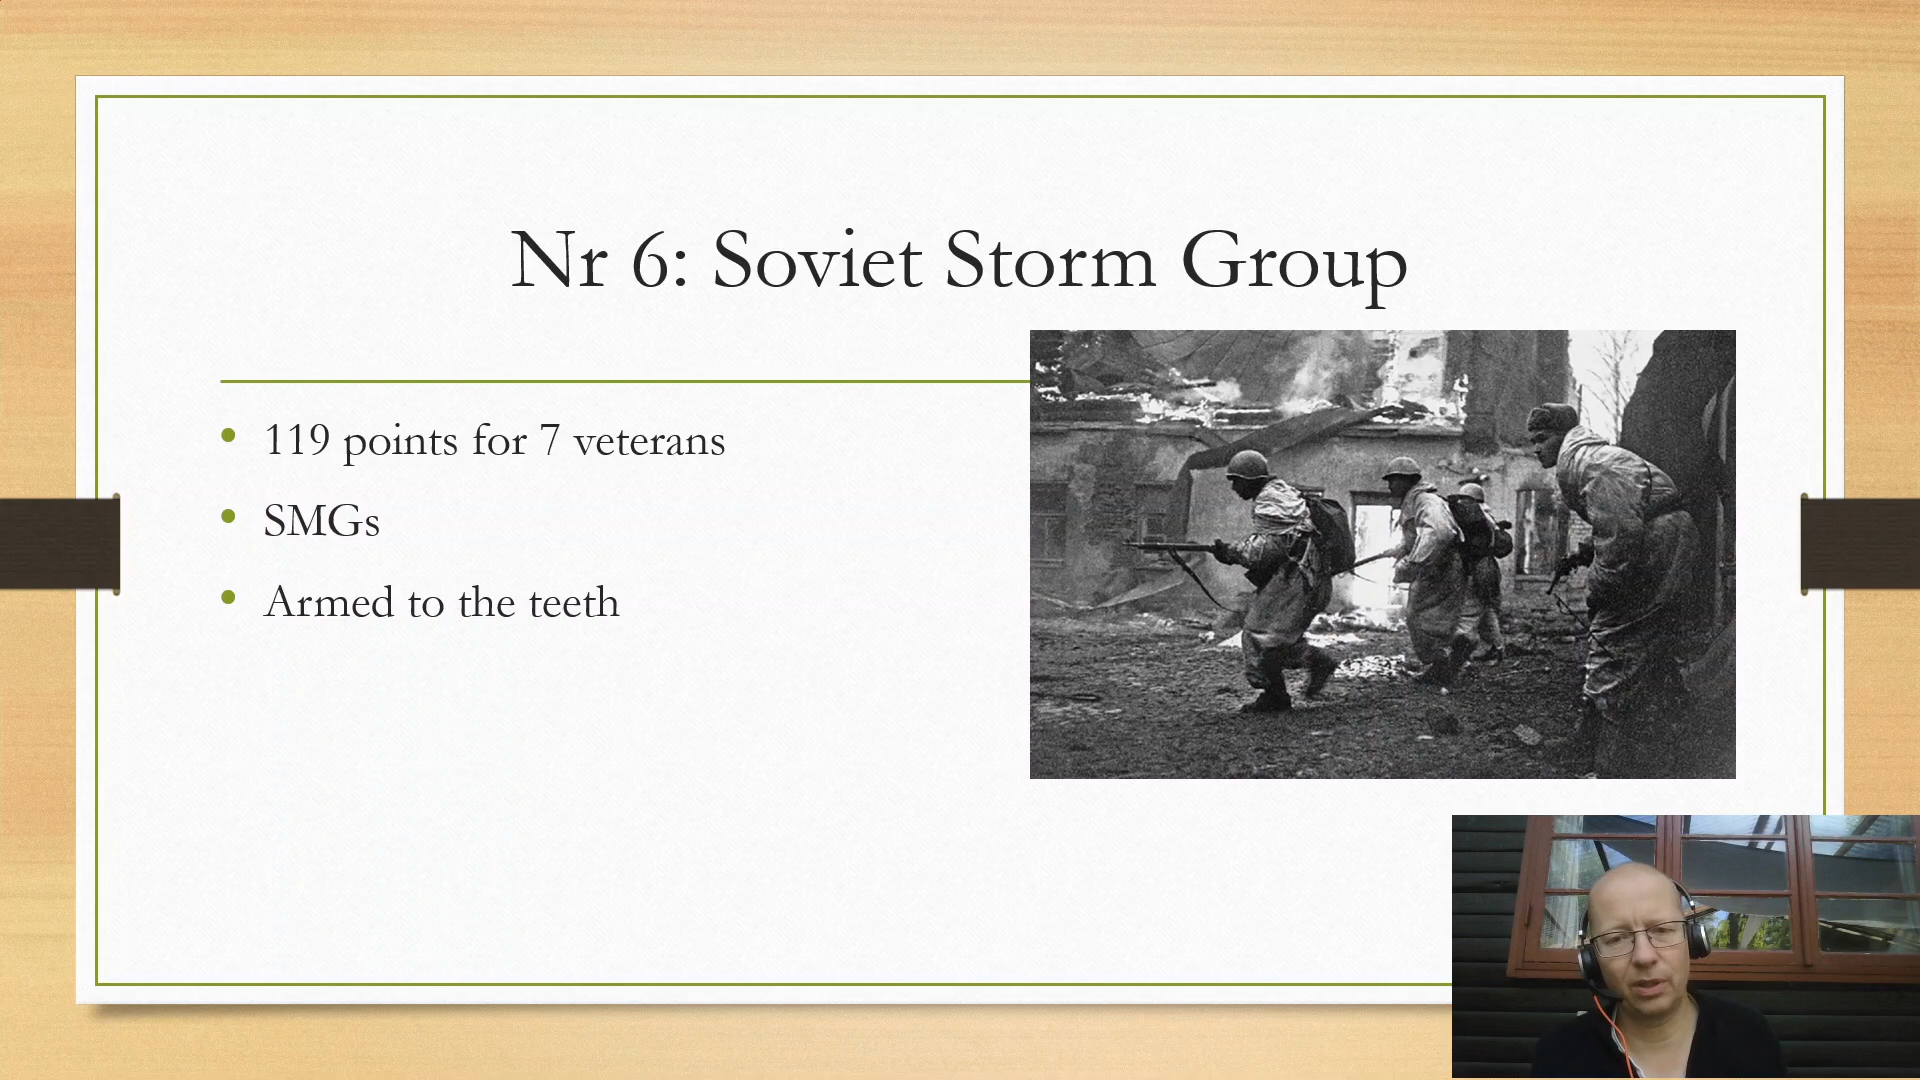 Nr 6: Soviet Storm Group
119 points for 7 veterans
SMGs
Armed to the teeth